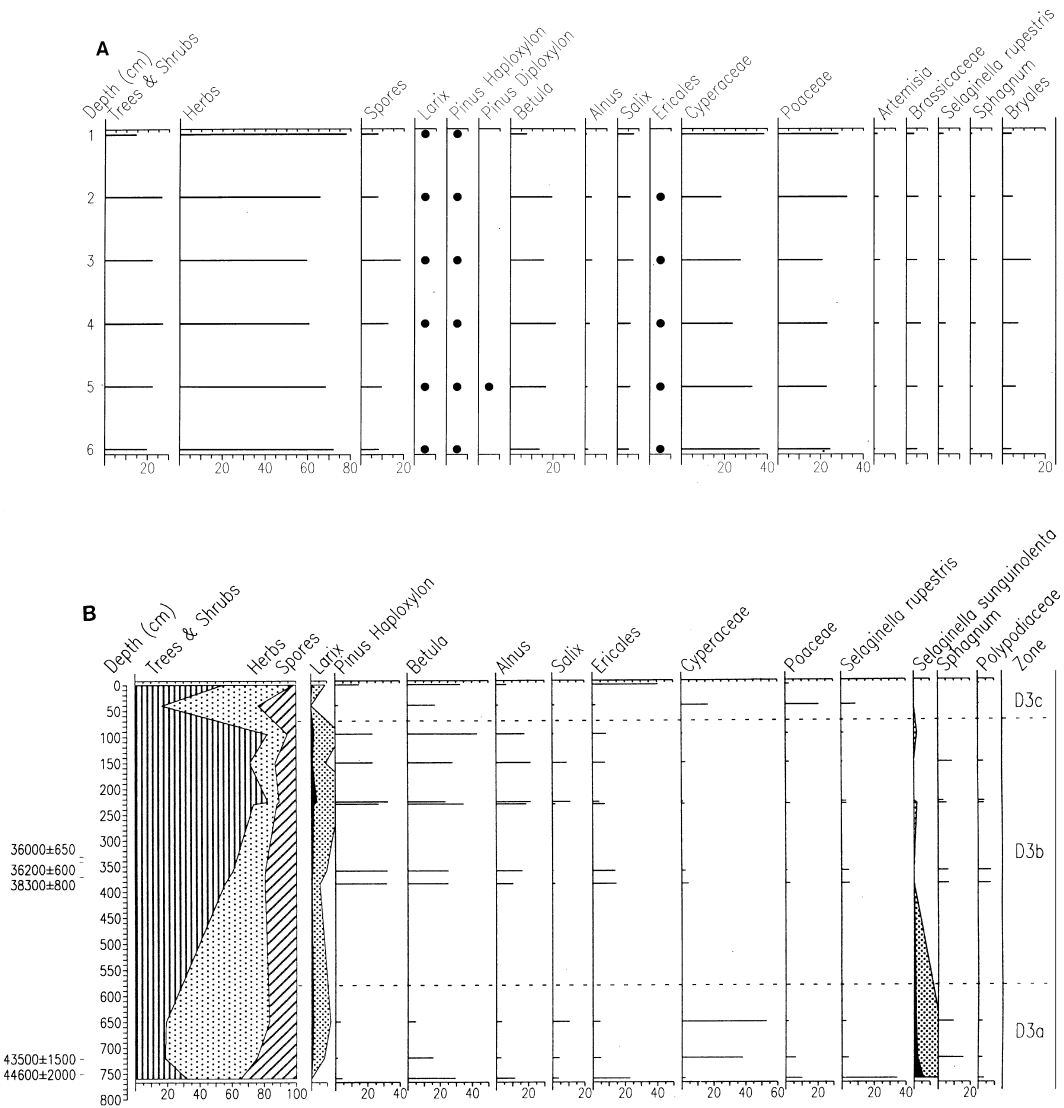 A
Depth (cm)
Trees & Shrubs
Herbs
Spores
Larix
Pinus Haploxylon
Pinus Diploxylon
Betula
Alnus
Salix
Ericales
Cyperaceae
Poaceae
Artemisia
Brassicaceae
Selaginella rupestris
Sphagnum
Bryales
1
2
3
4
5
6
20 20 40 60 80 20 20 20 40 20 40 20
B
Depth (cm)
Trees & Shrubs
Herbs
Spores
Larix
Pinus Haploxylon
Betula
Alnus
Salix
Ericales
Cyperaceae
Poaceae
Selaginella rupestris
Selaginella sunguinolenta
Sphagnum
Polypodiaceae
Zone
0
50
D3c
100
150
200
250
300
36000±650
D3b
36200±600
350
38300±800
400
450
500
550
600
650
D3a
700
43500±1500
44600±2000
750
800
0 20 40 60 80 100 20 40 20 40 20 20 20 40 20 40 60 20 20 40 20